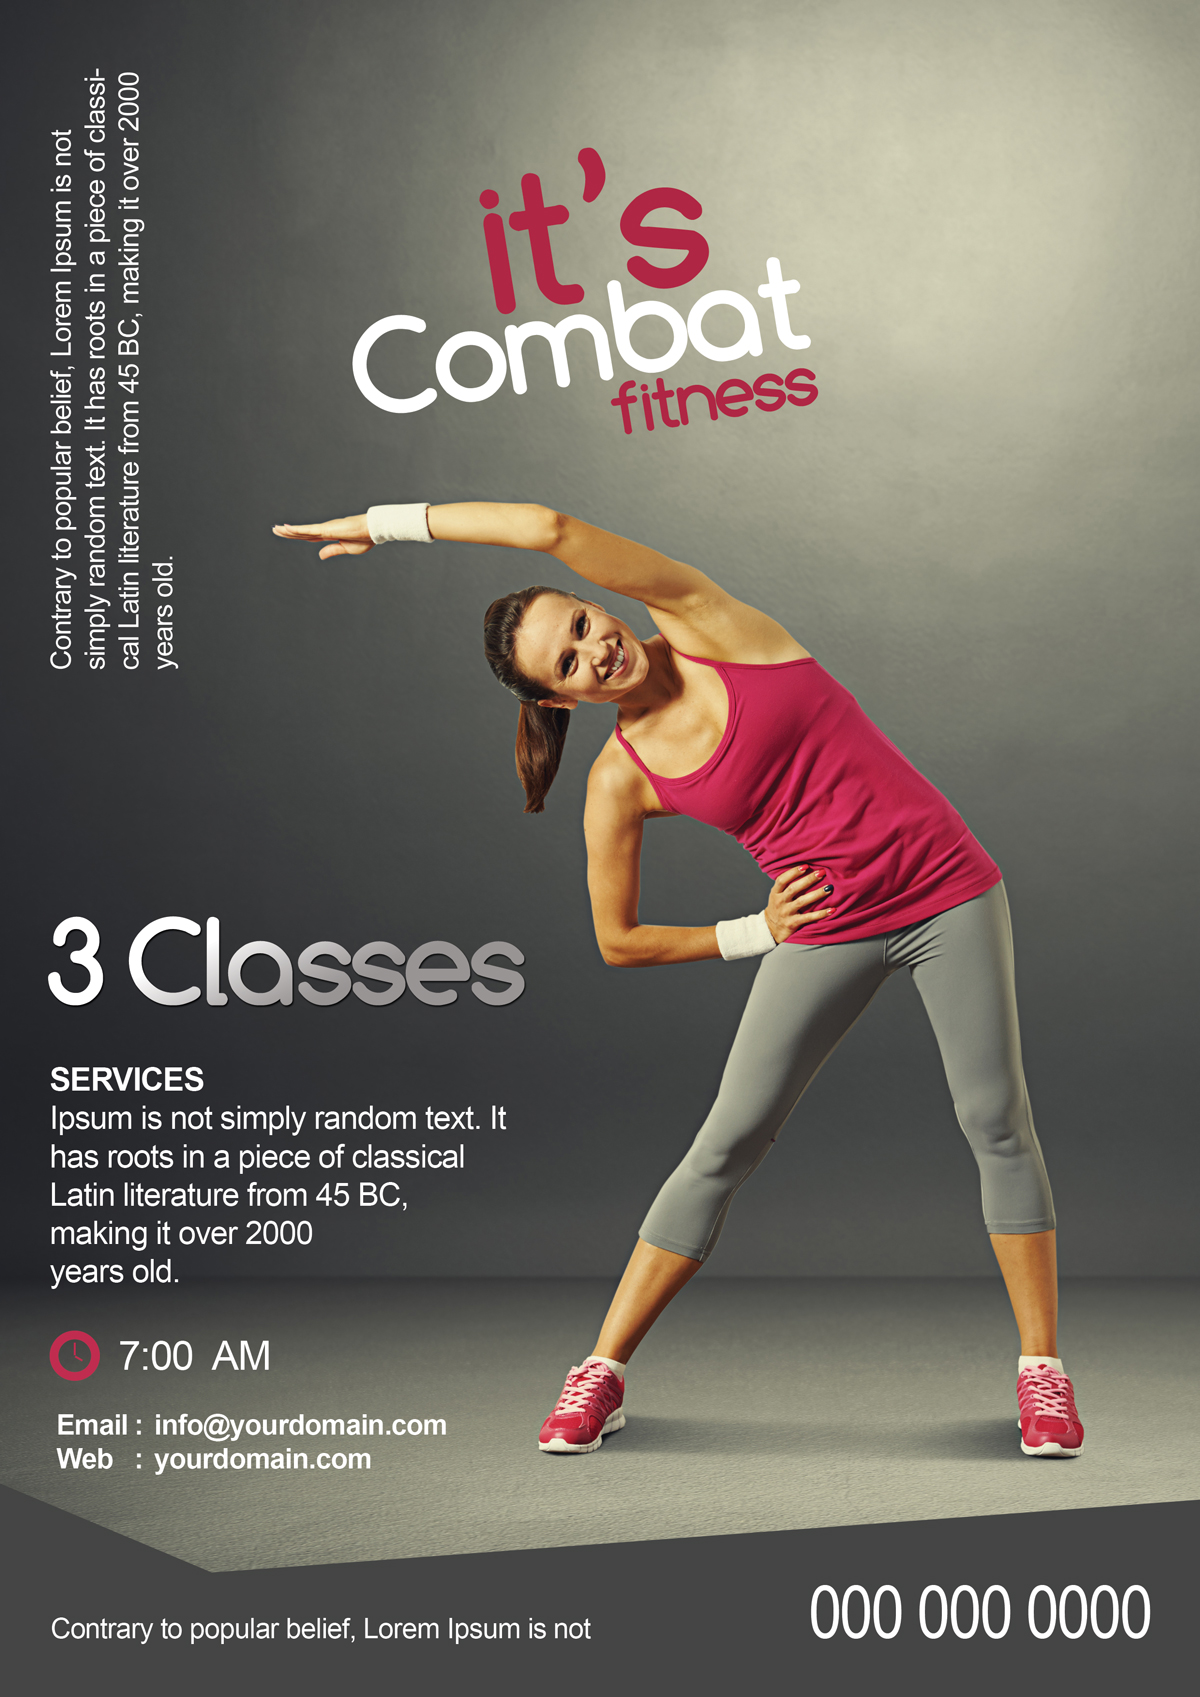 Contrary to popular belief, Lorem Ipsum is not
simply random text. It has roots in a piece of classi-
cal Latin literature from 45 BC, making it over 2000
years old.
it's
Combat
fitness
3 Classes
SERVICES
Ipsum is not simply random text. It
has roots in a piece of classical
Latin literature from 45 BC,
making it over 2000
years old.
7:00 AM
Email : info@yourdomain.com
Web : yourdomain.com
Contrary to popular belief, Lorem Ipsum is not
000 000 0000